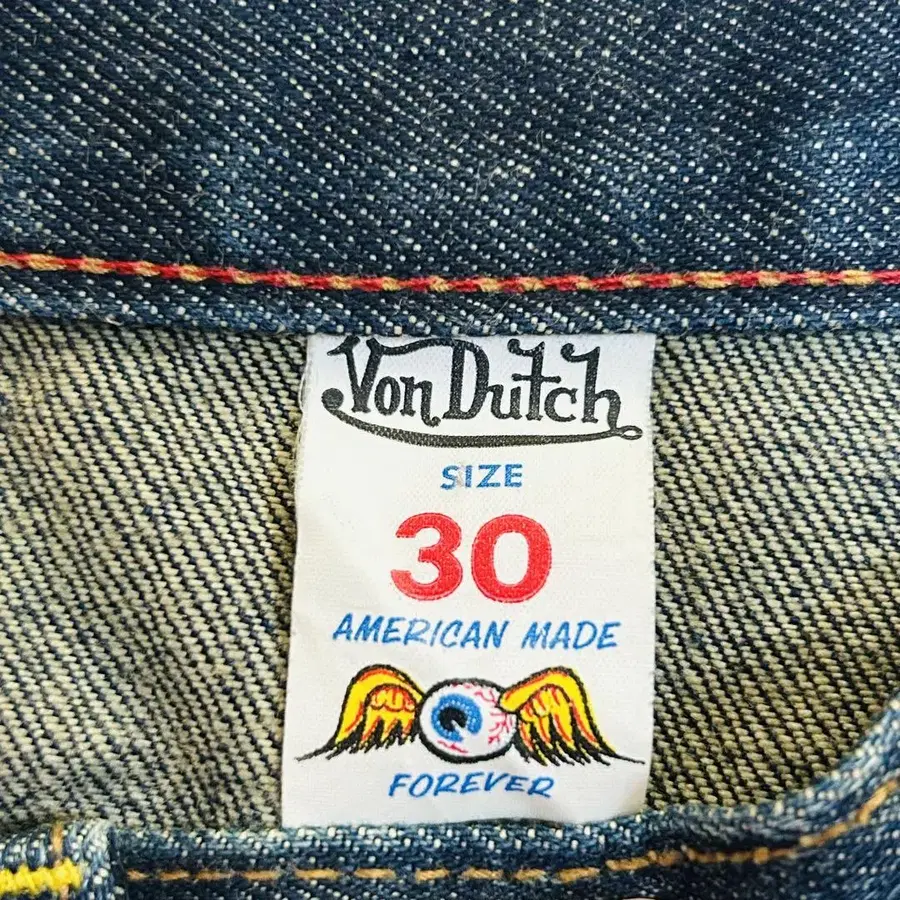 Von Dutch
SIZE
30
AMERICAN MADE
FOREVER